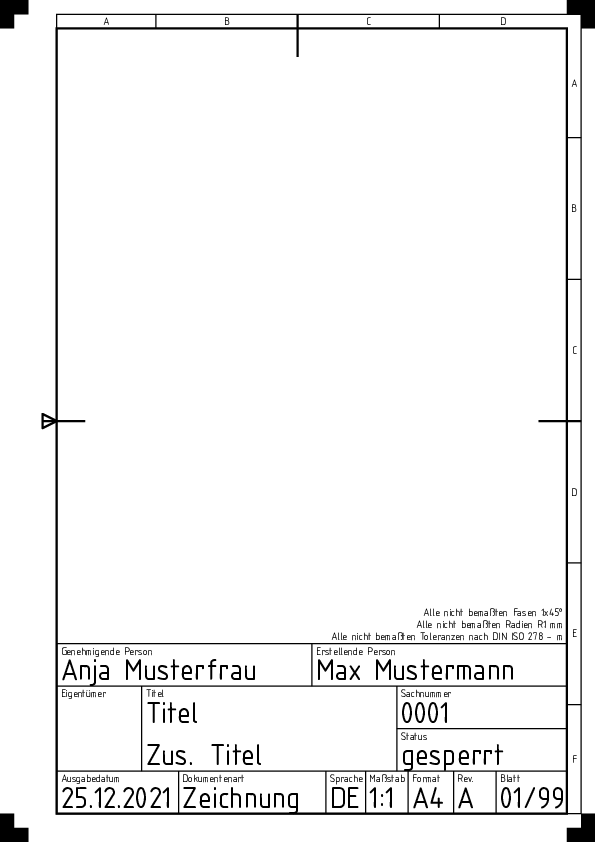 A B C D
A
B
C
D
E
F
Alle nicht bemaßten Fasen 1x45°
Alle nicht bemaßten Radien R1 mm
Alle nicht bemaßten Toleranzen nach DIN ISO 278 - m
Genehmigende Person Erstellende Person
Anja Musterfrau Max Mustermann
Eigentümer Titel Sachnummer
Titel 0001
Status
Zus. Titel gesperrt
Ausgabedatum Dokumentenart Sprache Maßstab Format Rev. Blatt
25.12.2021 Zeichnung DE 1:1 A4 A 01/99